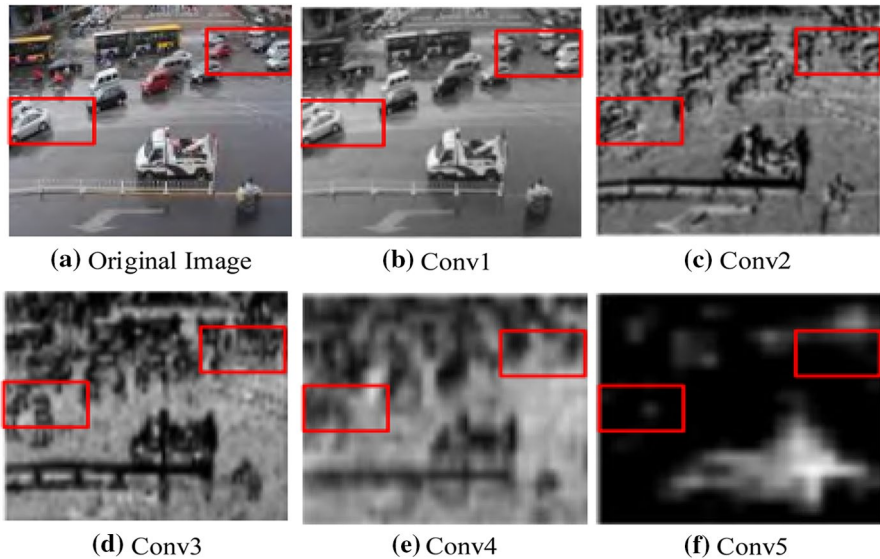 (a) Original Image
(b) Conv1
(c) Conv2
(d) Conv3
(e) Conv4
(f) Conv5